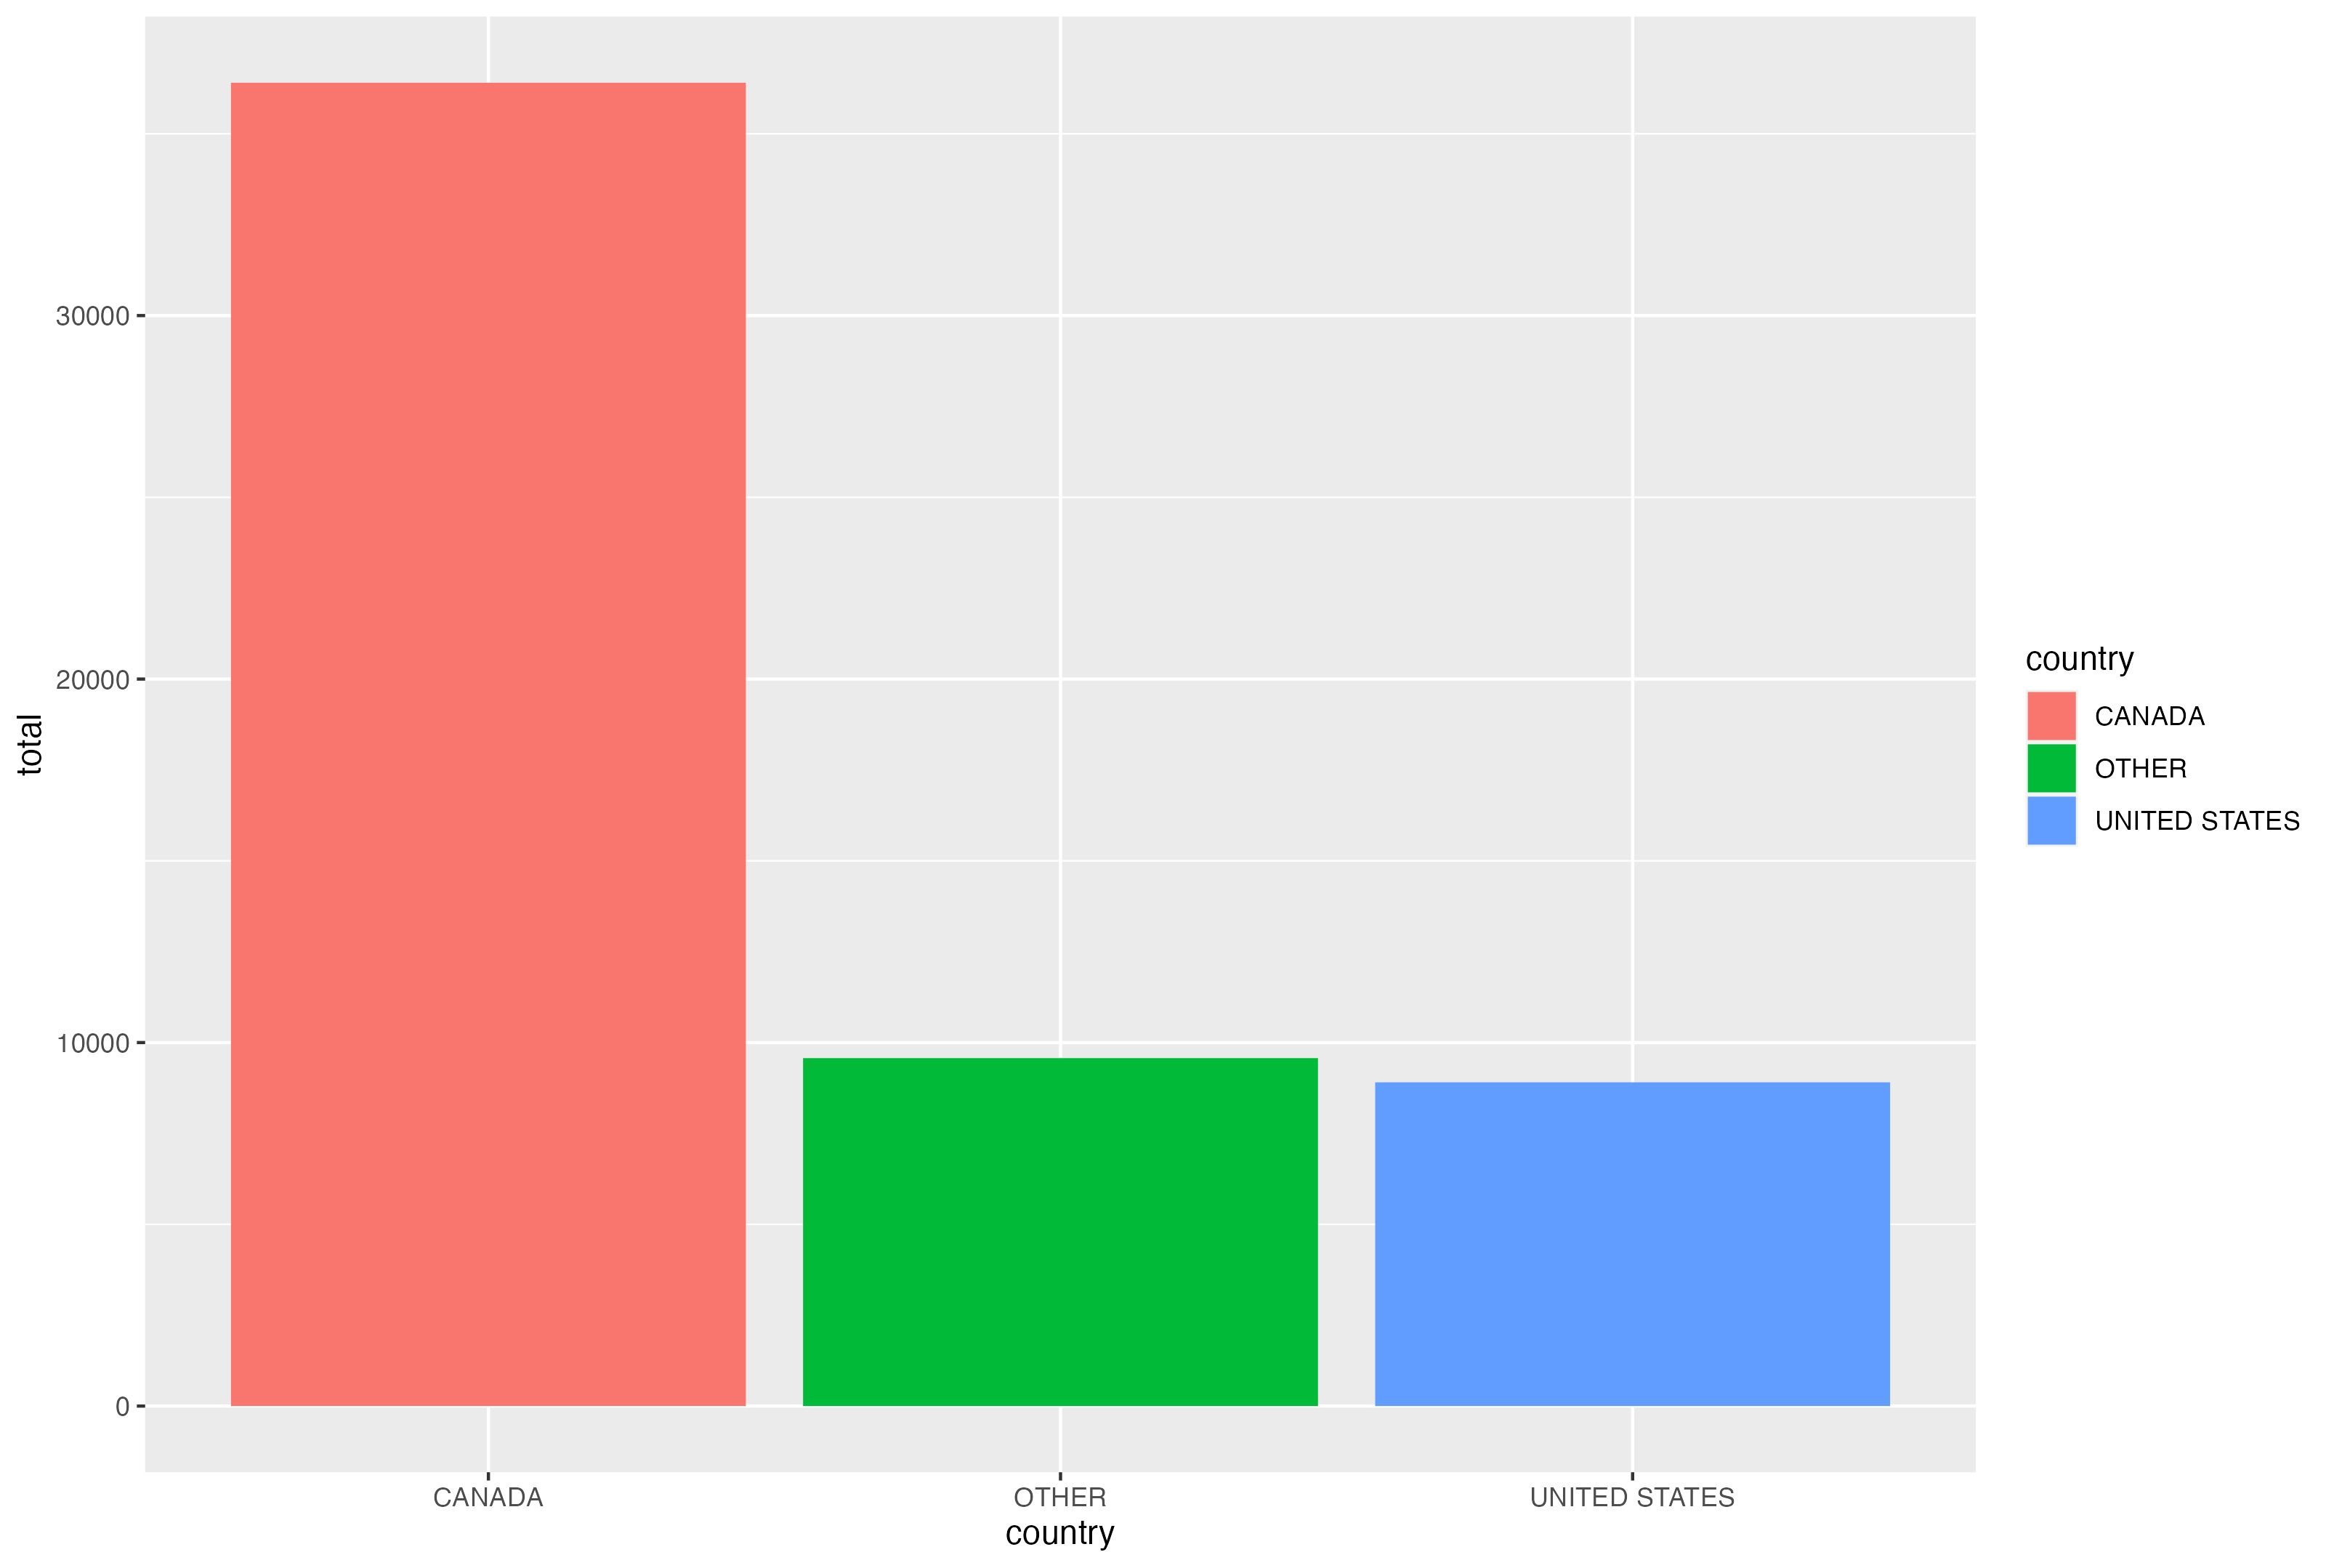 total
30000
20000
10000
0
CANADA
OTHER
UNITED STATES
country
country
CANADA
OTHER
UNITED STATES